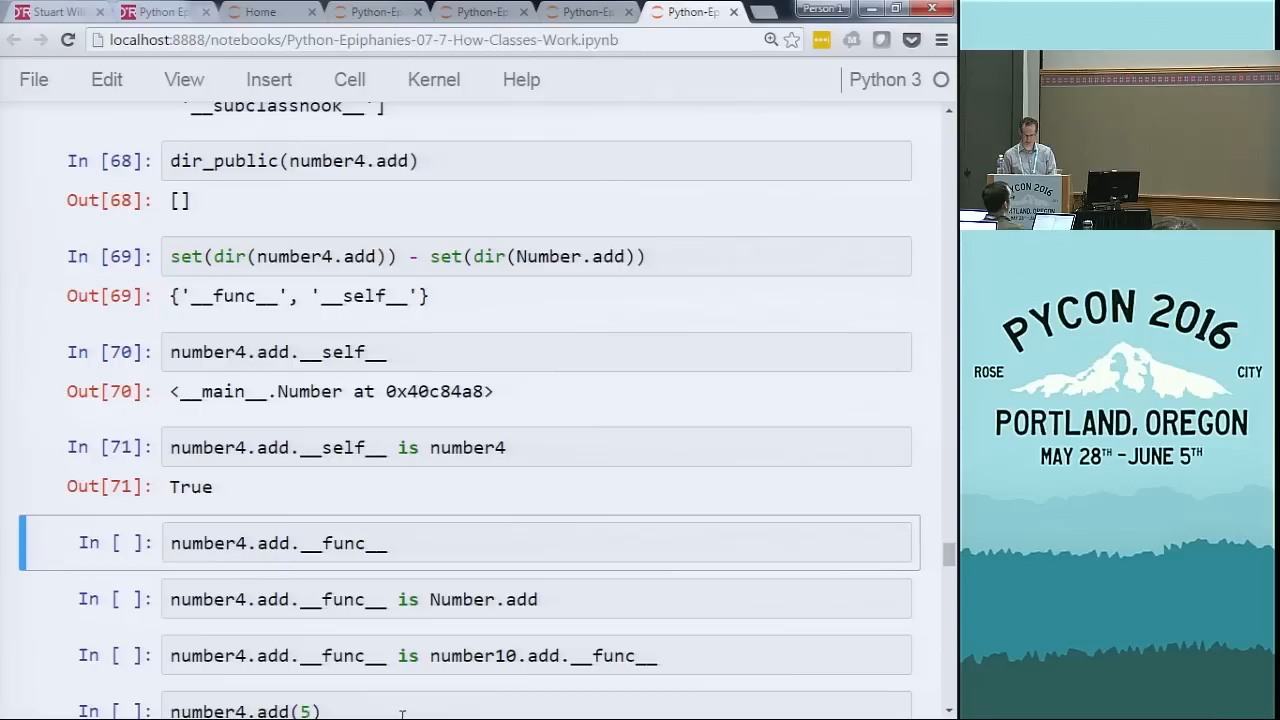 Stuart Will
Python Ep
Home
Python-Ep
Python-Ep
Python-Ep
Python-Ep
Person 1
localhost:8888/notebooks/Python-Epiphanies-07-7-How-Classes-Work.ipynb
File Edit View Insert Cell Kernel Help Python 3
'__subclasshook__']
In [68]: dir_public(number4.add)
Out[68]: []
In [69]: set(dir(number4.add)) - set(dir(Number.add))
Out[69]: {'__func__', '__self__'}
In [70]: number4.add.__self__
Out[70]: <__main__.Number at 0x40c84a8>
In [71]: number4.add.__self__ is number4
Out[71]: True
In [ ]: number4.add.__func__
In [ ]: number4.add.__func__ is Number.add
In [ ]: number4.add.__func__ is number10.add.__func__
In [ ]: number4.add(5)
PYCON 2016
PORTLAND, OREGON
PYCON 2016
ROSE CITY
PORTLAND, OREGON
MAY 28TH - JUNE 5TH